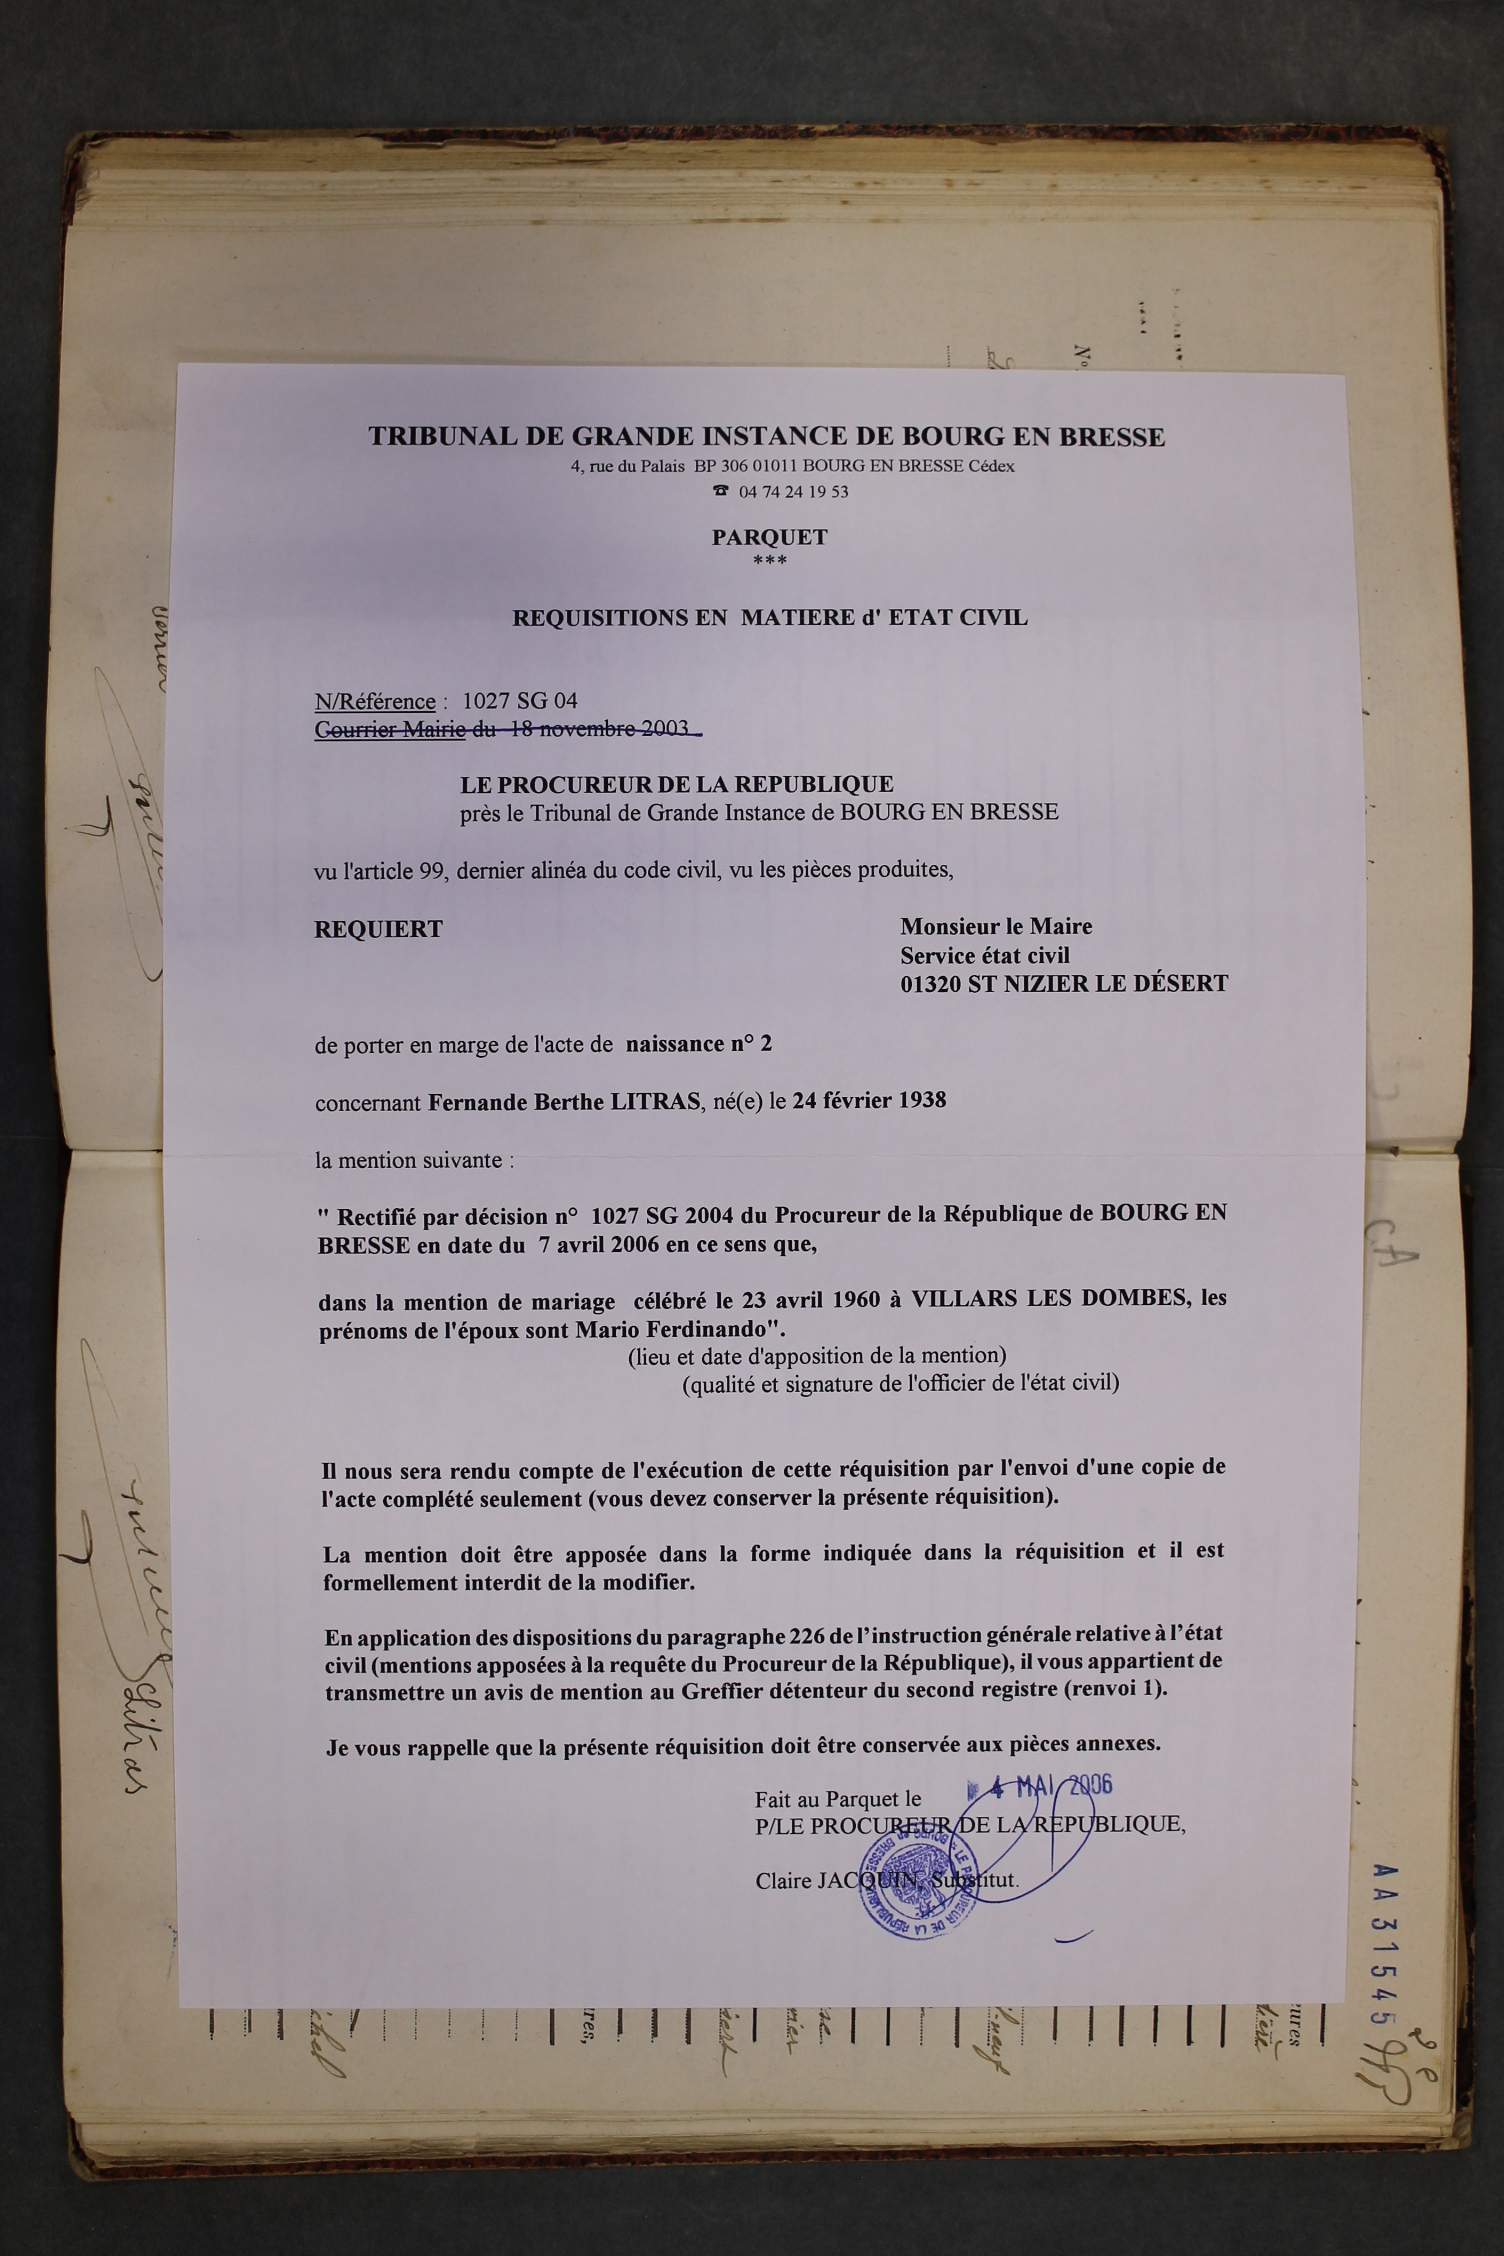 TRIBUNAL DE GRANDE INSTANCE DE BOURG EN BRESSE
4, rue du Palais BP 306 01011 BOURG EN BRESSE Cédex
☎ 04 74 24 19 53
PARQUET
***
REQUISITIONS EN MATIERE d' ETAT CIVIL
N/Référence : 1027 SG 04
Courrier Mairie du 18 novembre 2003
LE PROCUREUR DE LA REPUBLIQUE
près le Tribunal de Grande Instance de BOURG EN BRESSE
vu l'article 99, dernier alinéa du code civil, vu les pièces produites,
REQUIERT
Monsieur le Maire
Service état civil
01320 ST NIZIER LE DÉSERT
de porter en marge de l'acte de naissance n° 2
concernant Fernande Berthe LITRAS, né(e) le 24 février 1938
la mention suivante :
" Rectifié par décision n° 1027 SG 2004 du Procureur de la République de BOURG EN
BRESSE en date du 7 avril 2006 en ce sens que,
dans la mention de mariage célébré le 23 avril 1960 à VILLARS LES DOMBES, les
prénoms de l'époux sont Mario Ferdinando".
(lieu et date d'apposition de la mention)
(qualité et signature de l'officier de l'état civil)
Il nous sera rendu compte de l'exécution de cette réquisition par l'envoi d'une copie de
l'acte complété seulement (vous devez conserver la présente réquisition).
La mention doit être apposée dans la forme indiquée dans la réquisition et il est
formellement interdit de la modifier.
En application des dispositions du paragraphe 226 de l’instruction générale relative à l’état
civil (mentions apposées à la requête du Procureur de la République), il vous appartient de
transmettre un avis de mention au Greffier détenteur du second registre (renvoi 1).
Je vous rappelle que la présente réquisition doit être conservée aux pièces annexes.
Fait au Parquet le 4 MAI 2006
P/LE PROCUREUR DE LA REPUBLIQUE,
Claire JACQUIN, Substitut.
LE PROCUREUR DE LA REPUBLIQUE
BOURG en BRESSE
N°
CA
AA31545
Litras
ures,
ures